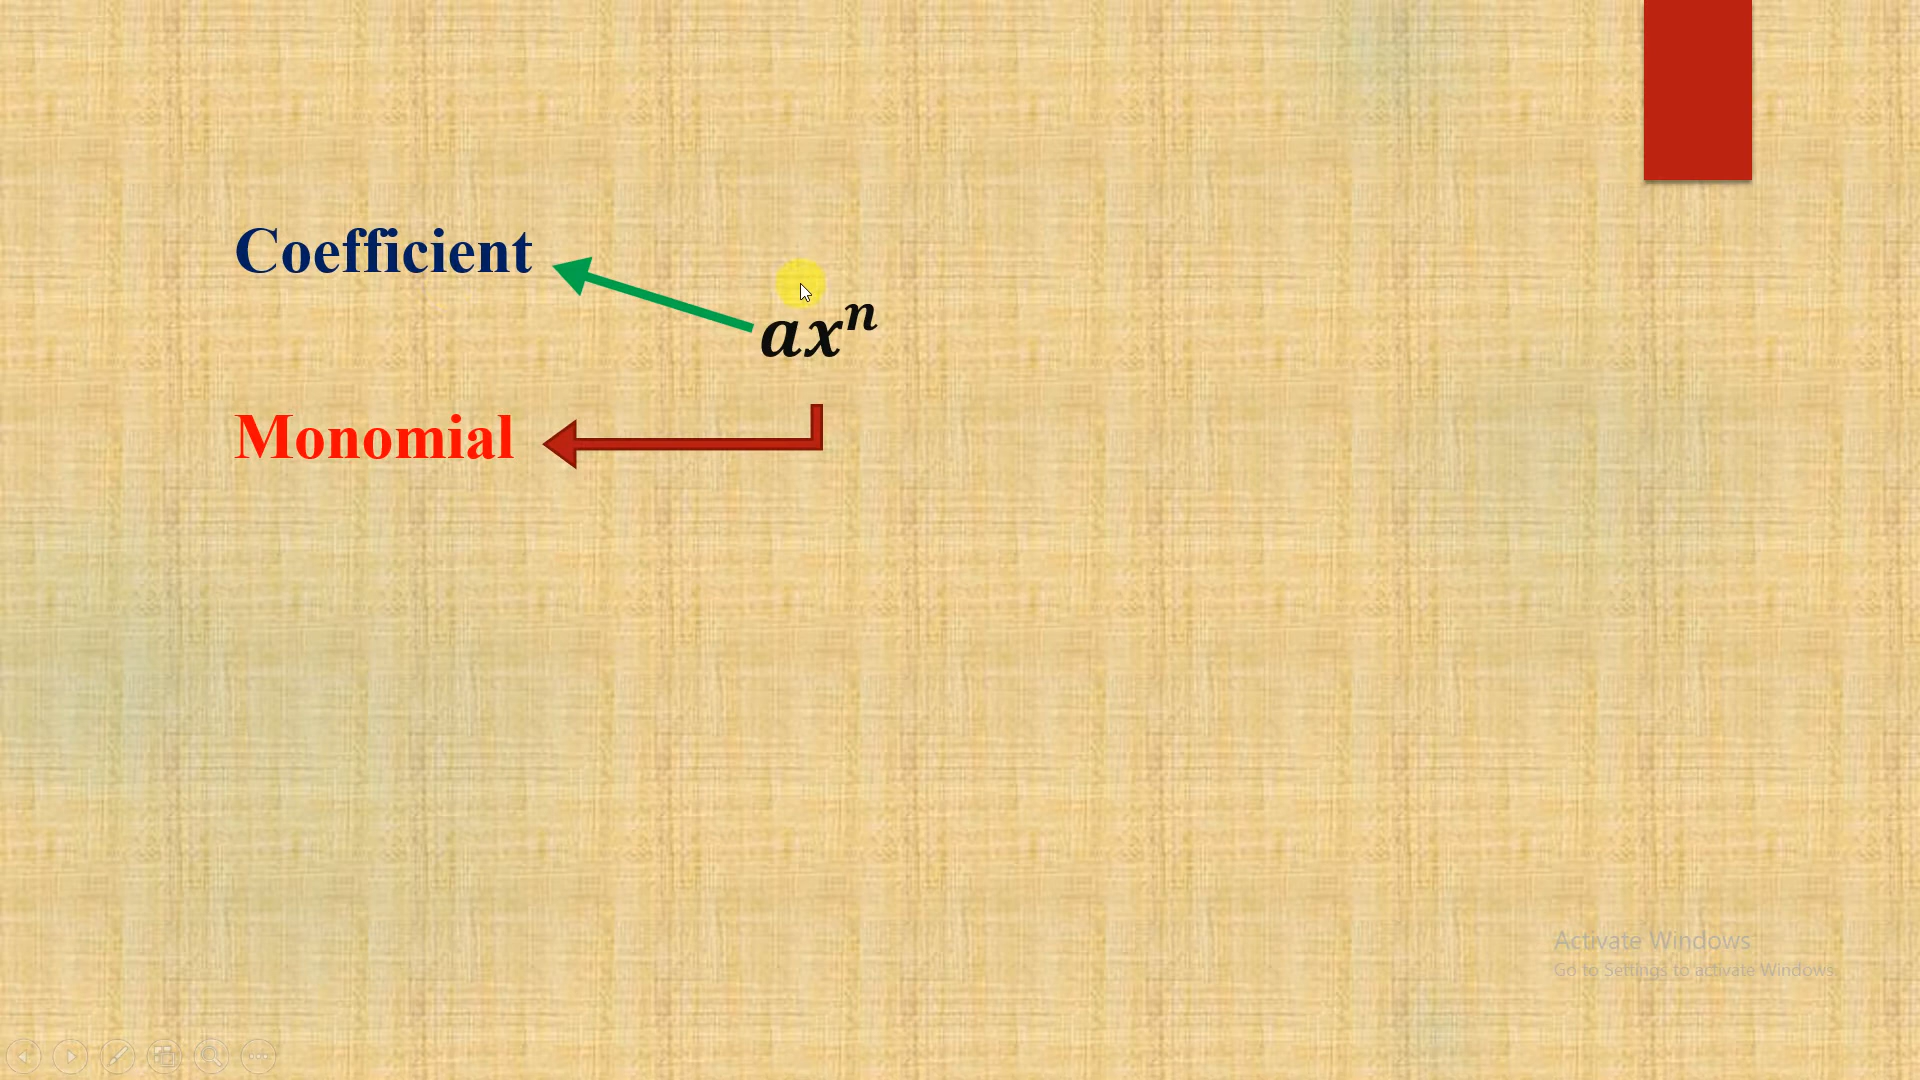 Coefficient
axⁿ
Monomial
Activate Windows
Go to Settings to activate Windows.